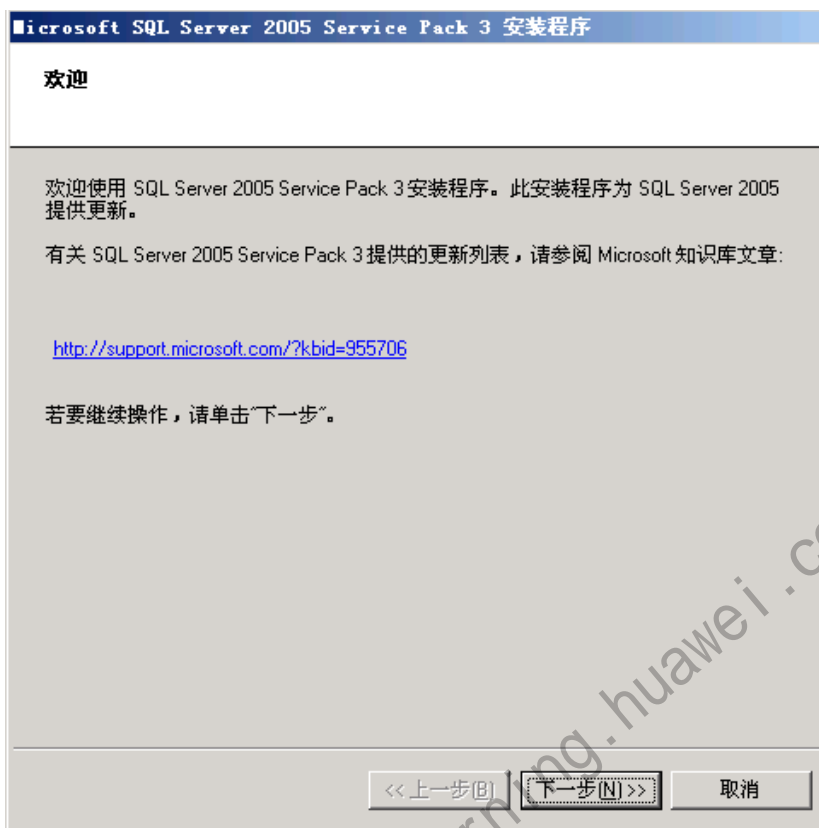 Microsoft SQL Server 2005 Service Pack 3 安装程序
欢迎
欢迎使用 SQL Server 2005 Service Pack 3 安装程序。此安装程序为 SQL Server 2005
提供更新。
有关 SQL Server 2005 Service Pack 3 提供的更新列表，请参阅 Microsoft 知识库文章:
http://support.microsoft.com/?kbid=955706
若要继续操作，请单击"下一步"。
<< 上一步(B)
下一步(N) >>
取消
rning.huawei.co